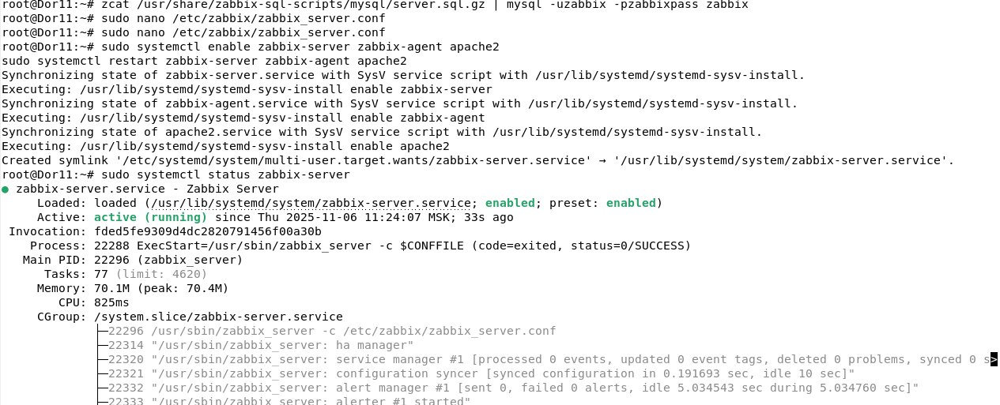 root@Dor11:~# zcat /usr/share/zabbix-sql-scripts/mysql/server.sql.gz | mysql -uzabbix -pzabbixpass zabbix
root@Dor11:~# sudo nano /etc/zabbix/zabbix_server.conf
root@Dor11:~# sudo nano /etc/zabbix/zabbix_server.conf
root@Dor11:~# sudo systemctl enable zabbix-server zabbix-agent apache2
sudo systemctl restart zabbix-server zabbix-agent apache2
Synchronizing state of zabbix-server.service with SysV service script with /usr/lib/systemd/systemd-sysv-install.
Executing: /usr/lib/systemd/systemd-sysv-install enable zabbix-server
Synchronizing state of zabbix-agent.service with SysV service script with /usr/lib/systemd/systemd-sysv-install.
Executing: /usr/lib/systemd/systemd-sysv-install enable zabbix-agent
Synchronizing state of apache2.service with SysV service script with /usr/lib/systemd/systemd-sysv-install.
Executing: /usr/lib/systemd/systemd-sysv-install enable apache2
Created symlink '/etc/systemd/system/multi-user.target.wants/zabbix-server.service' → '/usr/lib/systemd/system/zabbix-server.service'.
root@Dor11:~# sudo systemctl status zabbix-server
● zabbix-server.service - Zabbix Server
     Loaded: loaded (/usr/lib/systemd/system/zabbix-server.service; enabled; preset: enabled)
     Active: active (running) since Thu 2025-11-06 11:24:07 MSK; 33s ago
 Invocation: fded5fe9309d4dc2820791456f00a30b
    Process: 22288 ExecStart=/usr/sbin/zabbix_server -c $CONFFILE (code=exited, status=0/SUCCESS)
   Main PID: 22296 (zabbix_server)
      Tasks: 77 (limit: 4620)
     Memory: 70.1M (peak: 70.4M)
        CPU: 825ms
     CGroup: /system.slice/zabbix-server.service
             ├─22296 /usr/sbin/zabbix_server -c /etc/zabbix/zabbix_server.conf
             ├─22314 "/usr/sbin/zabbix_server: ha manager"
             ├─22320 "/usr/sbin/zabbix_server: service manager #1 [processed 0 events, updated 0 event tags, deleted 0 problems, synced 0 s>
             ├─22321 "/usr/sbin/zabbix_server: configuration syncer [synced configuration in 0.191693 sec, idle 10 sec]"
             ├─22332 "/usr/sbin/zabbix_server: alert manager #1 [sent 0, failed 0 alerts, idle 5.034543 sec during 5.034760 sec]"
             ├─22333 "/usr/sbin/zabbix_server: alerter #1 started"